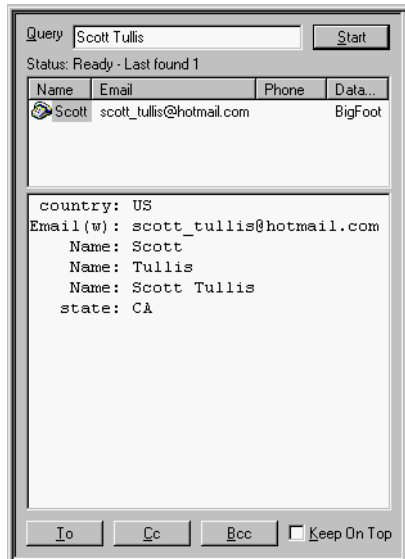 Query Scott Tullis Start
Status: Ready - Last found 1
Name Email Phone Data...
Scott scott_tullis@hotmail.com BigFoot
country: US
Email(w): scott_tullis@hotmail.com
Name: Scott
Name: Tullis
Name: Scott Tullis
state: CA
To Cc Bcc Keep On Top